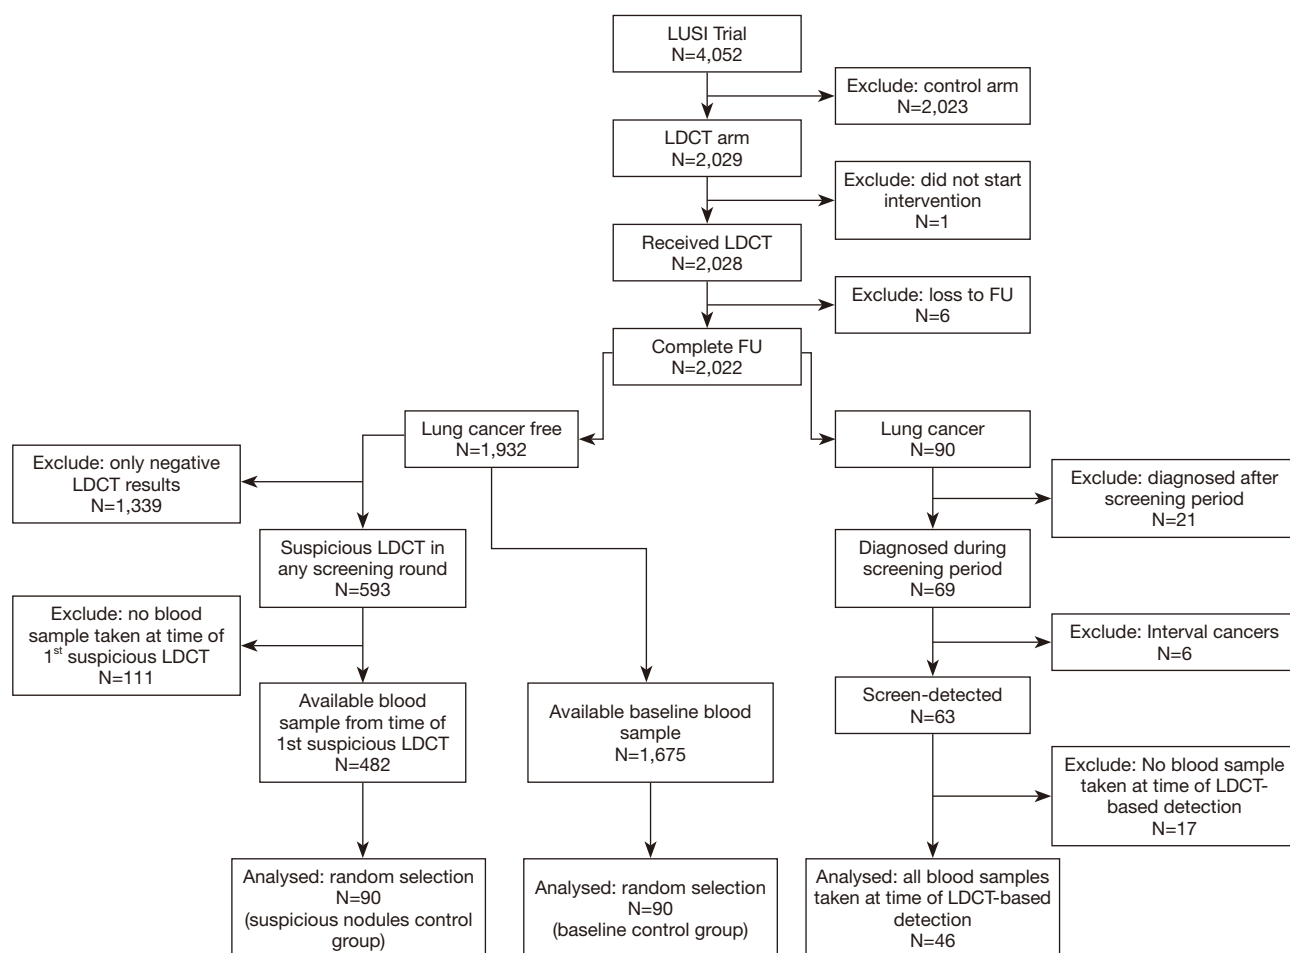 LUSI Trial
N=4,052
Exclude: control arm
N=2,023
LDCT arm
N=2,029
Exclude: did not start
intervention
N=1
Received LDCT
N=2,028
Exclude: loss to FU
N=6
Complete FU
N=2,022
Lung cancer free
N=1,932
Lung cancer
N=90
Exclude: only negative
LDCT results
N=1,339
Exclude: diagnosed after
screening period
N=21
Suspicious LDCT in
any screening round
N=593
Diagnosed during
screening period
N=69
Exclude: no blood
sample taken at time of
1st suspicious LDCT
N=111
Exclude: Interval cancers
N=6
Available blood
sample from time of
1st suspicious LDCT
N=482
Available baseline blood
sample
N=1,675
Screen-detected
N=63
Exclude: No blood sample
taken at time of LDCT-
based detection
N=17
Analysed: random selection
N=90
(suspicious nodules control
group)
Analysed: random selection
N=90
(baseline control group)
Analysed: all blood samples
taken at time of LDCT-based
detection
N=46